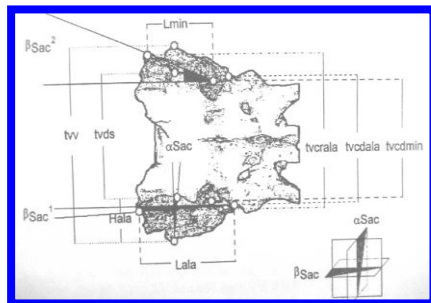 Lmin
βSac²
tvv
tvds
αSac
tvcrala
tvcdala
tvcdmin
βSac¹
Hala
Lala
αSac
βSac